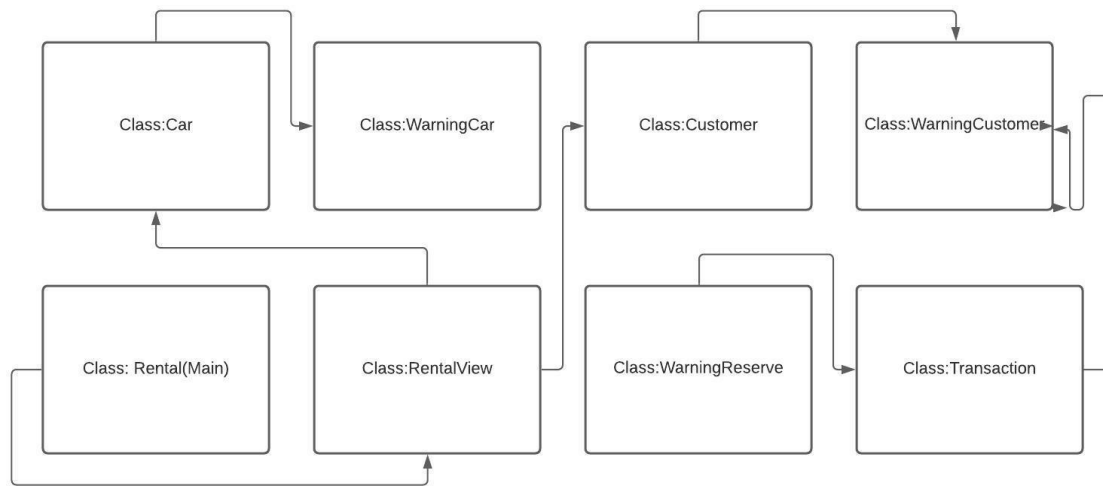 Class:Car
Class:WarningCar
Class:Customer
Class:WarningCustomer
Class: Rental(Main)
Class:RentalView
Class:WarningReserve
Class:Transaction